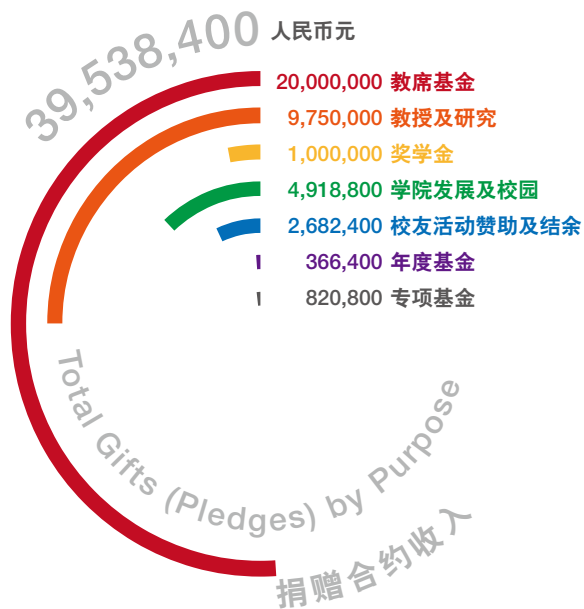 39,538,400 人民币元
20,000,000 教席基金
9,750,000 教授及研究
1,000,000 奖学金
4,918,800 学院发展及校园
2,682,400 校友活动赞助及结余
366,400 年度基金
820,800 专项基金
Total Gifts (Pledges) by Purpose
捐赠合约收入